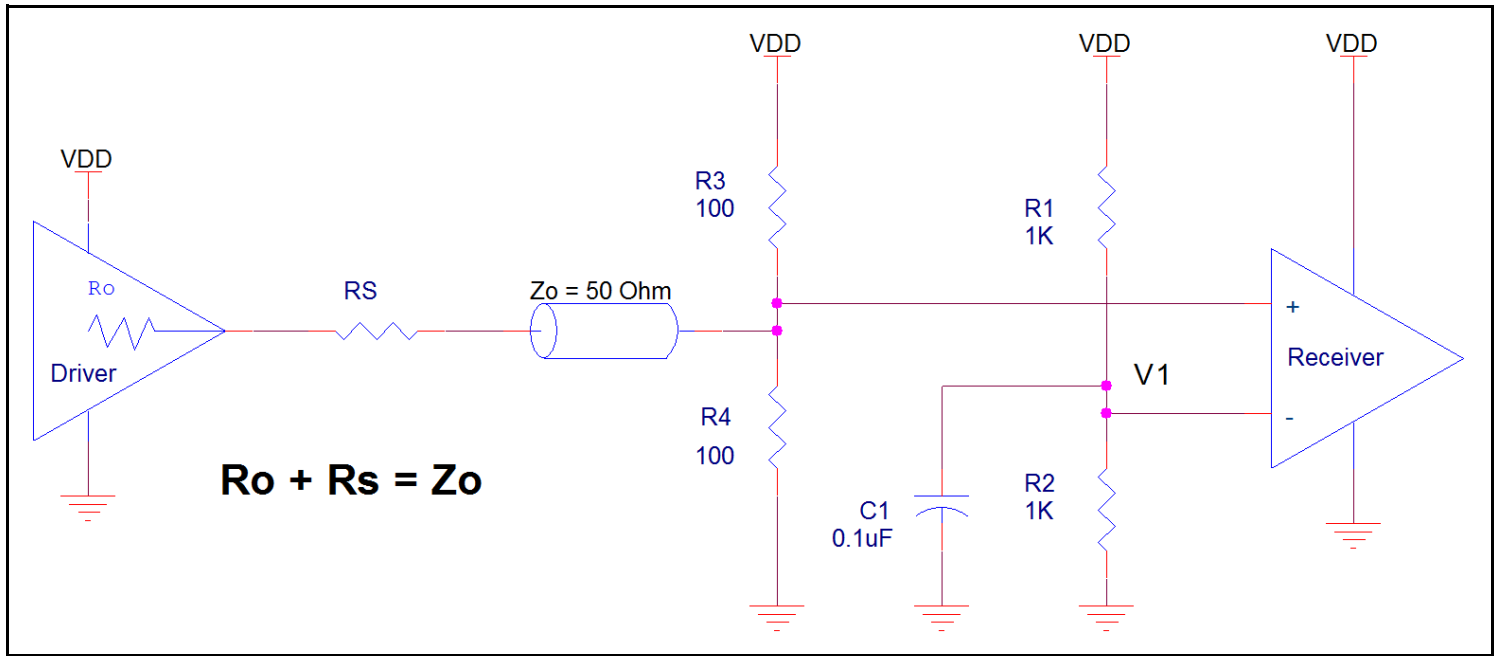 VDD
VDD
VDD
VDD
Ro
Driver
RS
Zo = 50 Ohm
R3
100
R4
100
R1
1K
V1
R2
1K
C1
0.1uF
+
Receiver
-
Ro + Rs = Zo